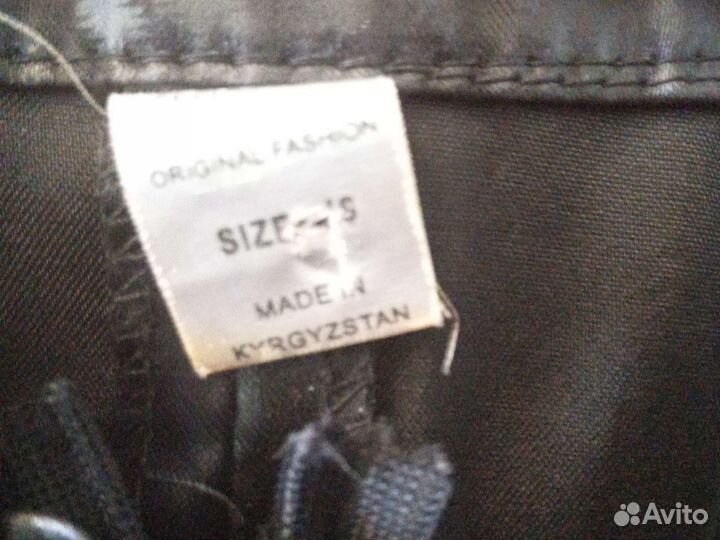 ORIGINAL FASHION
SIZE
MADE IN
KYRGYZSTAN
Avito